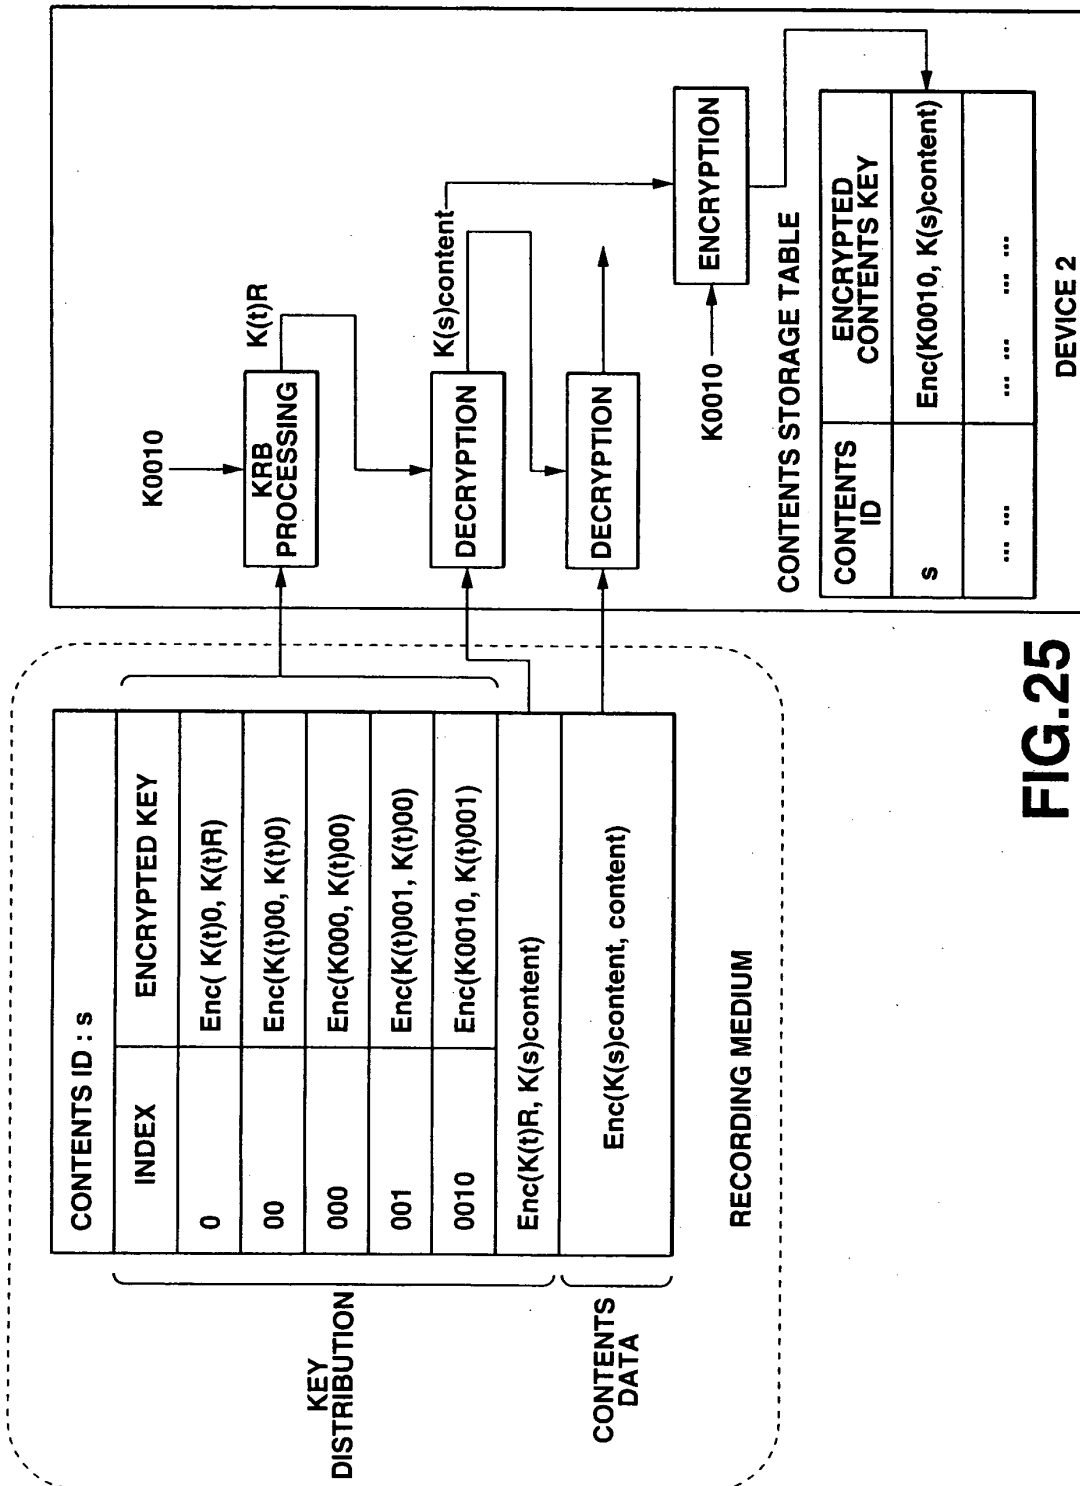 CONTENTS ID : s
INDEX
ENCRYPTED KEY
0
Enc( K(t)0, K(t)R)
00
Enc(K(t)00, K(t)0)
000
Enc(K000, K(t)00)
001
Enc(K(t)001, K(t)00)
0010
Enc(K0010, K(t)001)
Enc(K(t)R, K(s)content)
Enc(K(s)content, content)
KEY
DISTRIBUTION
CONTENTS
DATA
RECORDING MEDIUM
K0010
KRB
PROCESSING
K(t)R
DECRYPTION
K(s)content
DECRYPTION
K0010
ENCRYPTION
CONTENTS STORAGE TABLE
CONTENTS
ID
ENCRYPTED
CONTENTS KEY
s
Enc(K0010, K(s)content)
... ...
... ... ... ...
DEVICE 2
FIG.25